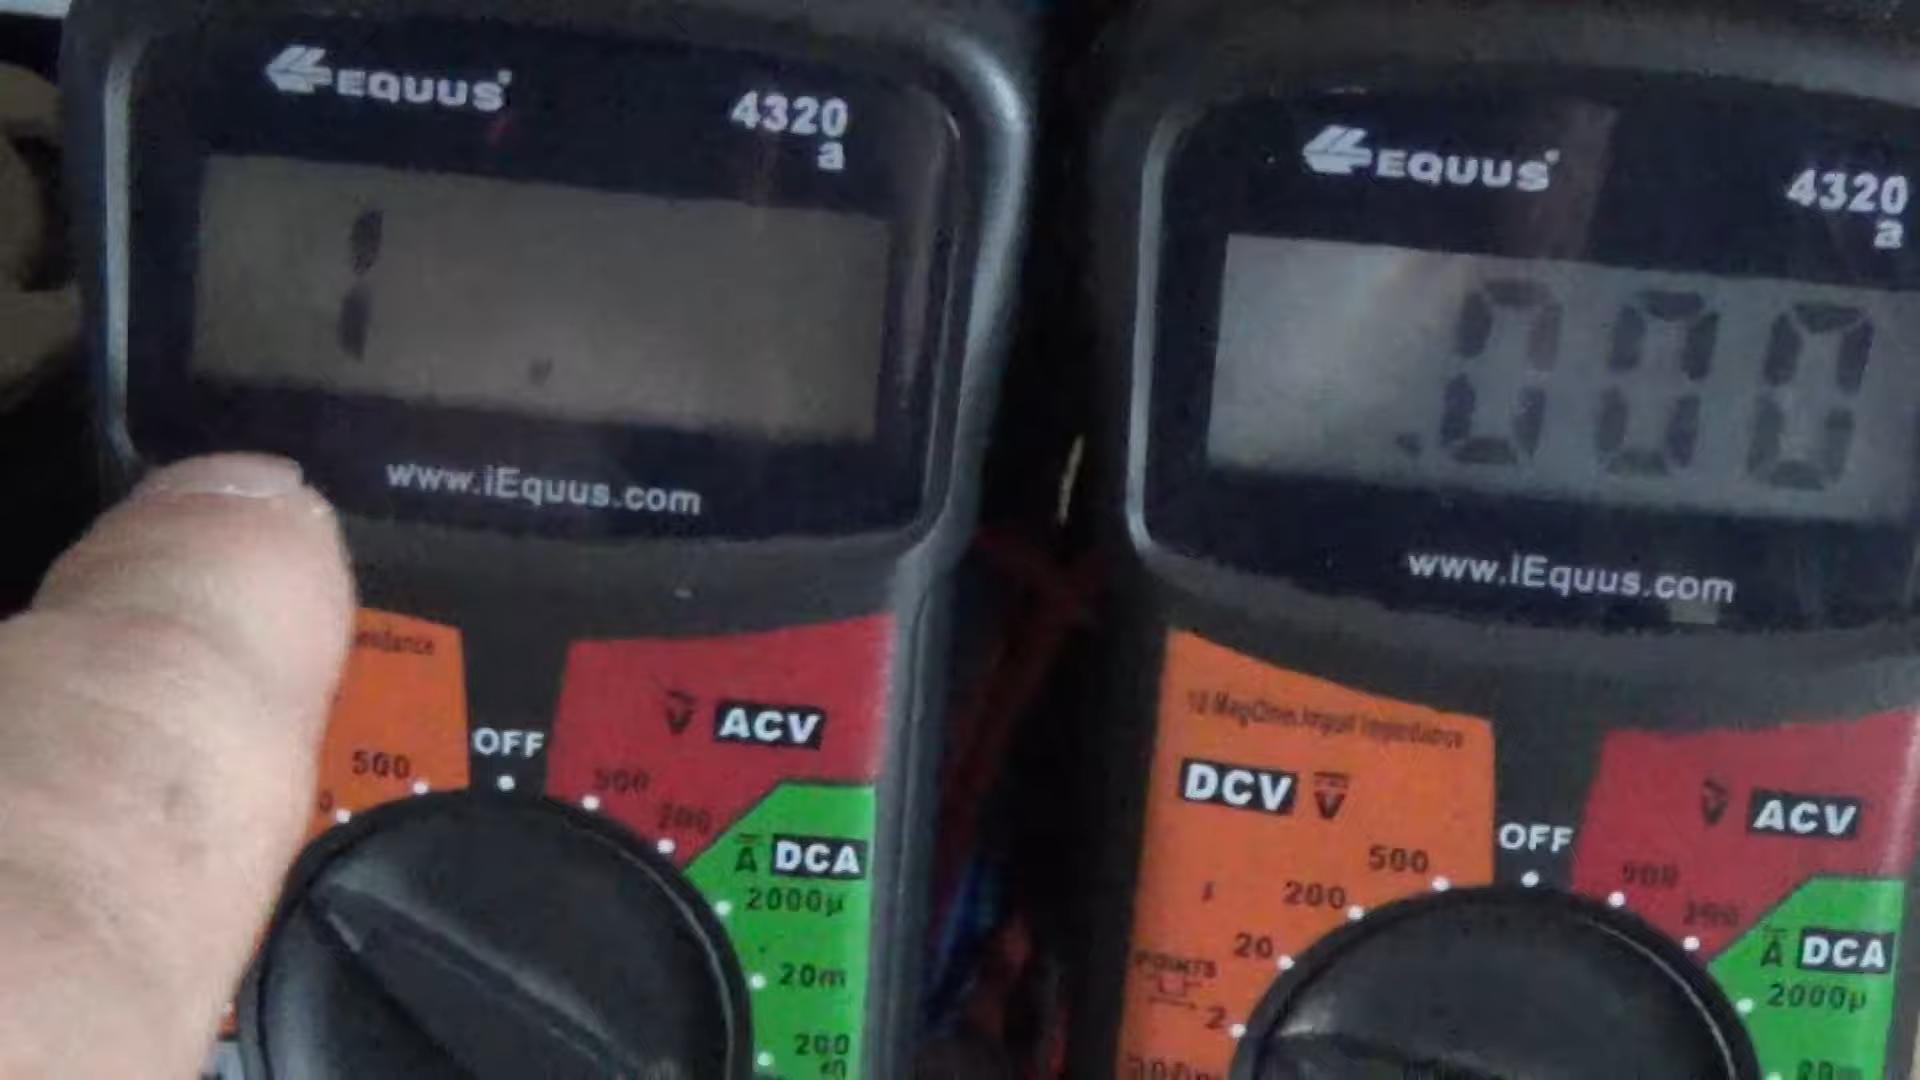 EQUUS
4320
a
1 .
www.iEquus.com
OFF
500
V ACV
500
200
A DCA
2000µ
20m
200
EQUUS
4320
a
.000
www.iEquus.com
DCV V
OFF
V ACV
500
200
20
POINTS
2
A DCA
2000µ